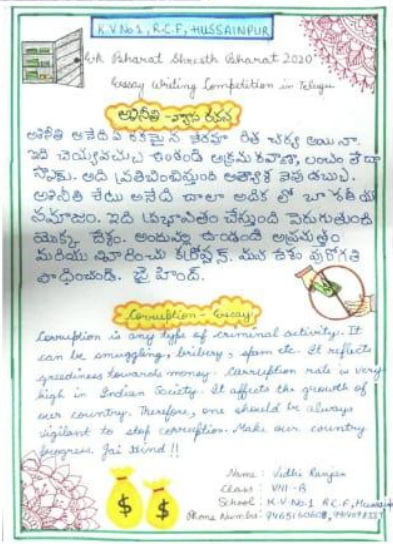 K.V No 1, R.C.F, HUSSAINPUR
Ek Bharat Shresth Bharat 2020
Essay Writing Competition in Telugu
అవినీతి - వ్యాస రచన
అవినీతి అనేది ఏ రకమైన నేరపూరిత చర్య అయినా.
ఇది చెయ్యవచ్చు ఉండండి అక్రమ రవాణా, లంచం లేదా
స్పామ్. అది ప్రతిబింబిస్తుంది అత్యాశ వైపు డబ్బు.
అవినీతి రేటు అనేది చాలా అధిక లో భారతీయ
సమాజం. ఇది ప్రభావితం చేస్తుంది పెరుగుతుంది
యొక్క దేశం. అందువల్ల ఉండండి అప్రమత్తం
మరియు నివారించు కరోప్షన్. మన దేశం పురోగతి
సాధించండి. జై హింద్.
Corruption - Essay
Corruption is any type of criminal activity. It
can be smuggling, bribery, spam etc. It reflects
greediness towards money. Corruption rate is very
high in Indian Society. It affects the growth of
our country. Therefore, one should be always
vigilant to stop corruption. Make our country
progress Jai Hind !!
Name : Vidhi Ranjan
Class : VIII - B
School : K.V. No. 1 R.C.F, Hussain
Phone Number :
$ $